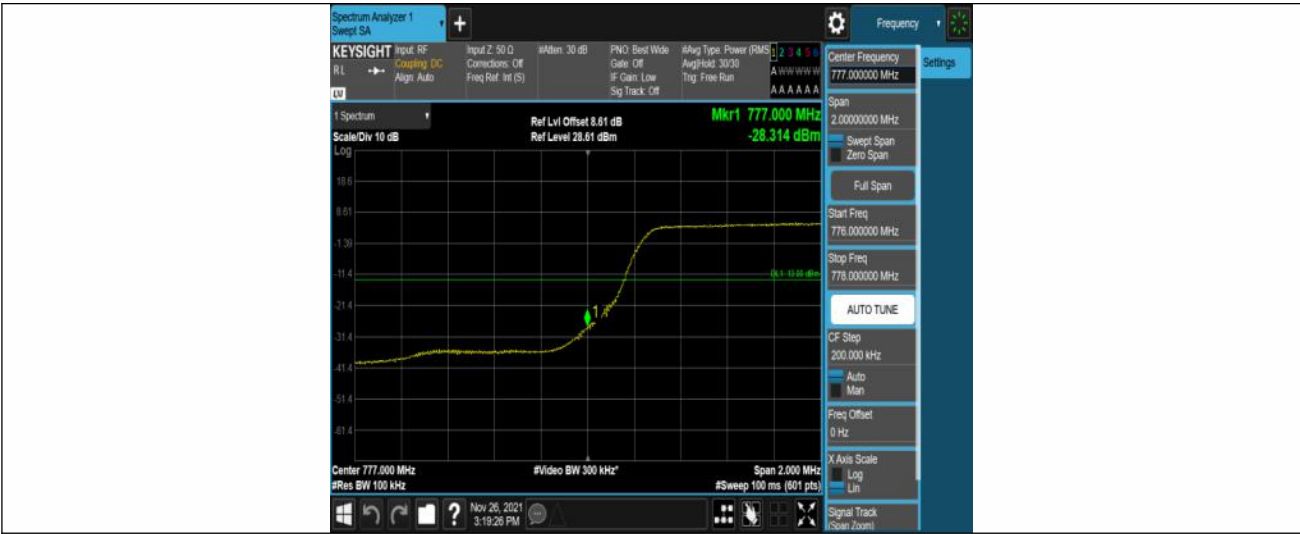 Spectrum Analyzer 1
Swept SA
+
Frequency
KEYSIGHT
RL
LXI
Input: RF
Coupling: DC
Align: Auto
Input Z: 50 Ω
Corrections: Off
Freq Ref: Int (S)
#Atten: 30 dB
PNO: Best Wide
Gate: Off
IF Gain: Low
Sig Track: Off
#Avg Type: Power (RMS
Avg|Hold: 30/30
Trig: Free Run
1 2 3 4 5 6
A W W W W W
A A A A A A
1 Spectrum
Scale/Div 10 dB
Log
Ref Lvl Offset 8.61 dB
Ref Level 28.61 dBm
Mkr1 777.000 MHz
-28.314 dBm
18.6
8.61
-1.39
-11.4
-21.4
-31.4
-41.4
-51.4
-61.4
1
Center 777.000 MHz
#Res BW 100 kHz
#Video BW 300 kHz*
Span 2.000 MHz
#Sweep 100 ms (601 pts)
?
Nov 26, 2021
3:19:26 PM
Center Frequency
777.000000 MHz
Settings
Span
2.00000000 MHz
Swept Span
Zero Span
Full Span
Start Freq
776.000000 MHz
Stop Freq
778.000000 MHz
AUTO TUNE
CF Step
200.000 kHz
Auto
Man
Freq Offset
0 Hz
X Axis Scale
Log
Lin
Signal Track
(Span Zoom)